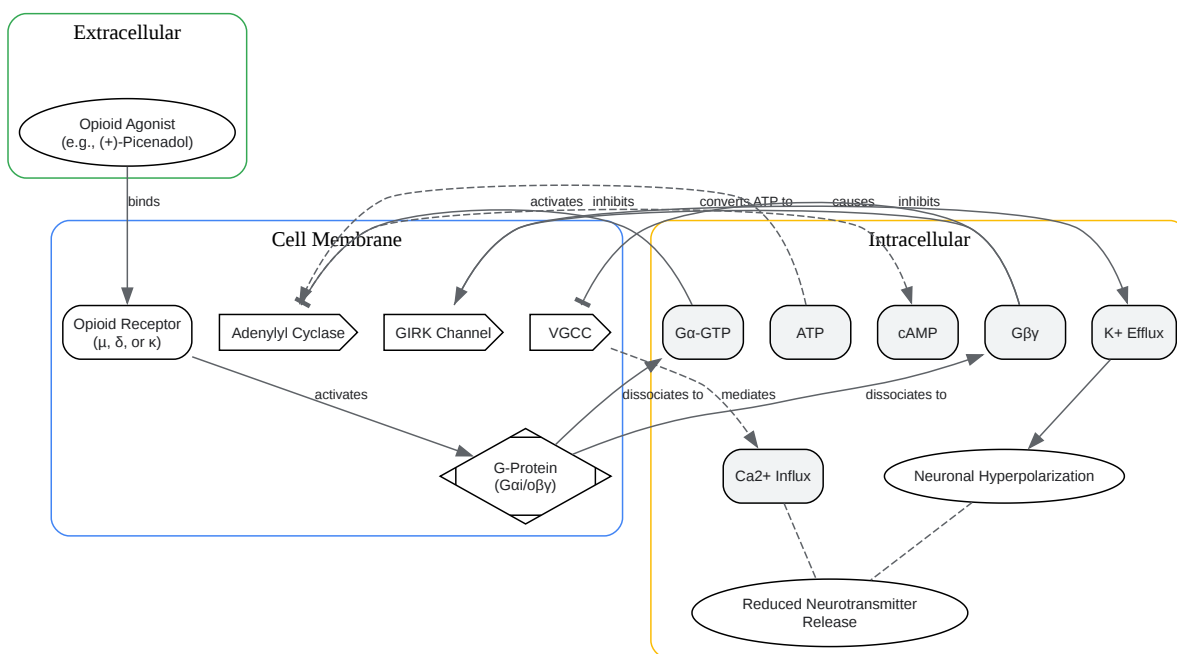 Extracellular
Opioid Agonist
(e.g., (+)-Picenadol)
binds
activates
inhibits
converts ATP to
causes
inhibits
Cell Membrane
Intracellular
Opioid Receptor
(μ, δ, or κ)
Adenylyl Cyclase
GIRK Channel
VGCC
Gα-GTP
ATP
cAMP
Gβγ
K+ Efflux
activates
dissociates to
mediates
dissociates to
G-Protein
(Gαi/oβγ)
Ca2+ Influx
Neuronal Hyperpolarization
Reduced Neurotransmitter
Release